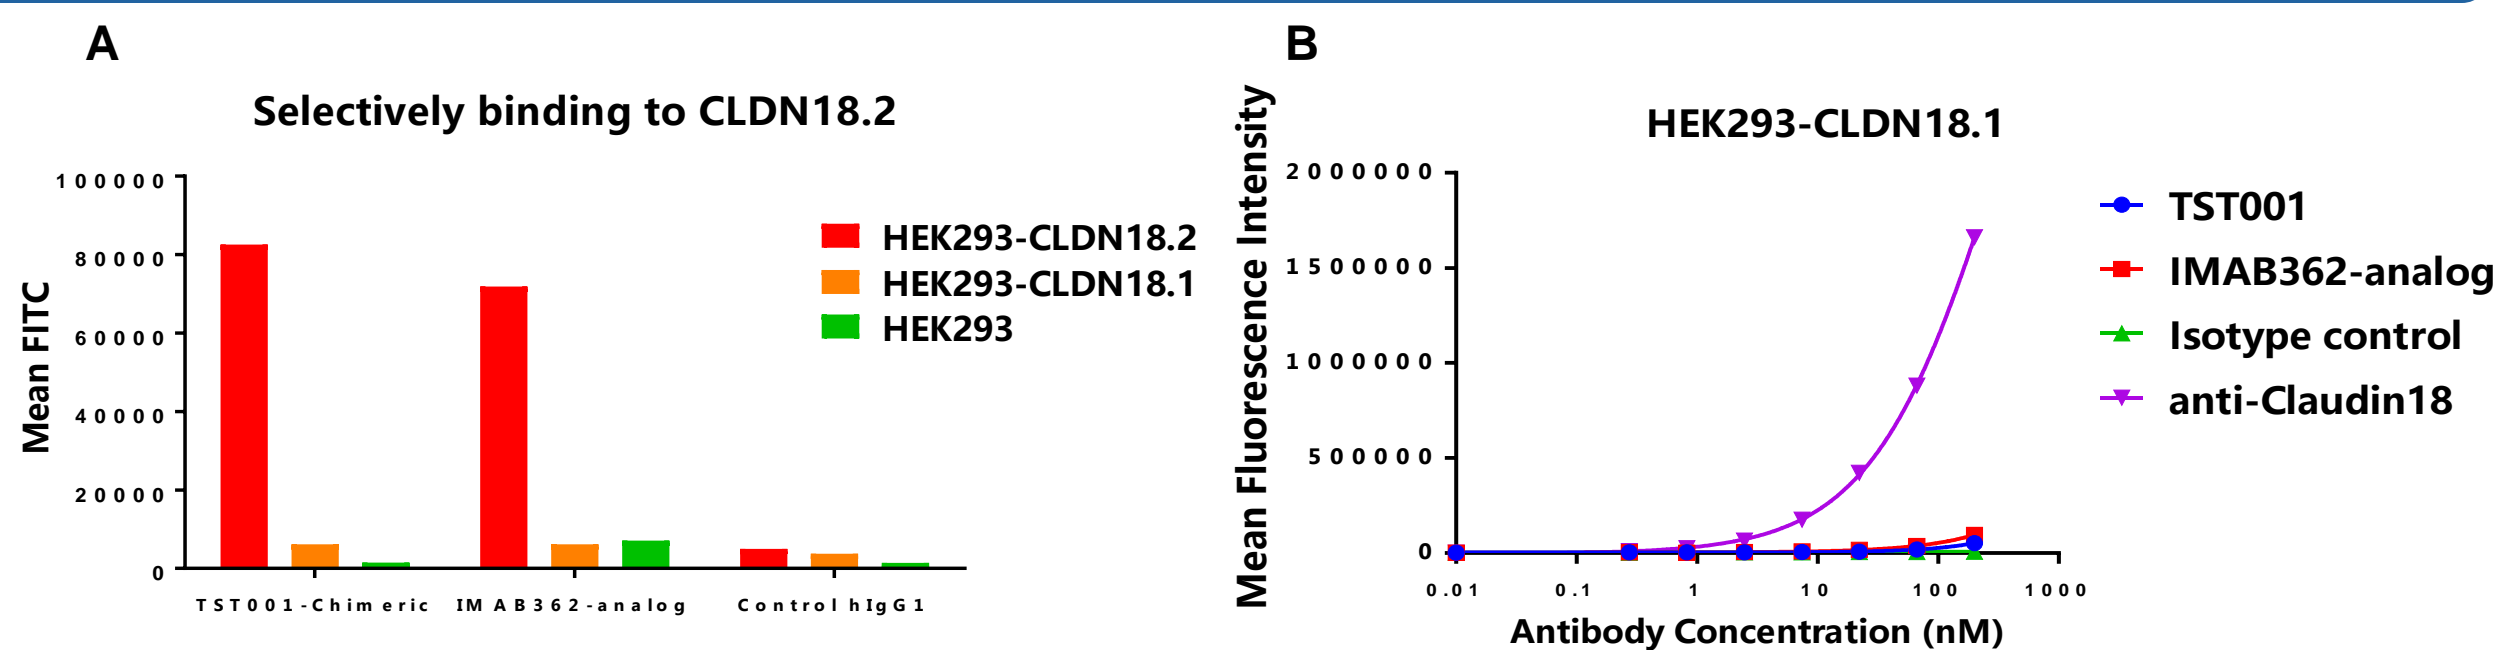 A
Selectively binding to CLDN18.2
Mean FITC
100000
80000
60000
40000
20000
0
TST001-Chimeric
IMAB362-analog
Control hIgG1
HEK293-CLDN18.2
HEK293-CLDN18.1
HEK293
B
HEK293-CLDN18.1
Mean Fluorescence Intensity
2000000
1500000
1000000
500000
0
0.01
0.1
1
10
100
1000
Antibody Concentration (nM)
TST001
IMAB362-analog
Isotype control
anti-Claudin18